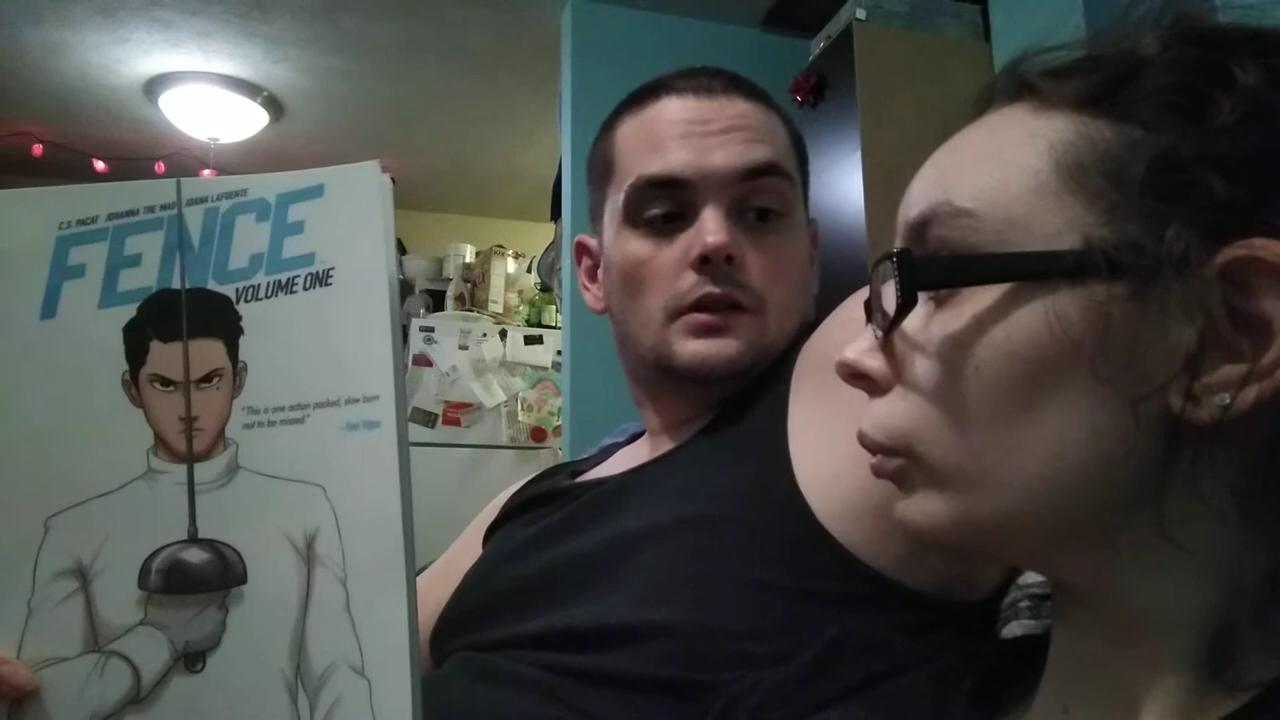 C.S. PACAT JOHANNA THE MAD JOANA LAFUENTE
FENCE
VOLUME ONE
"This is one action packed, slow burn
not to be missed."